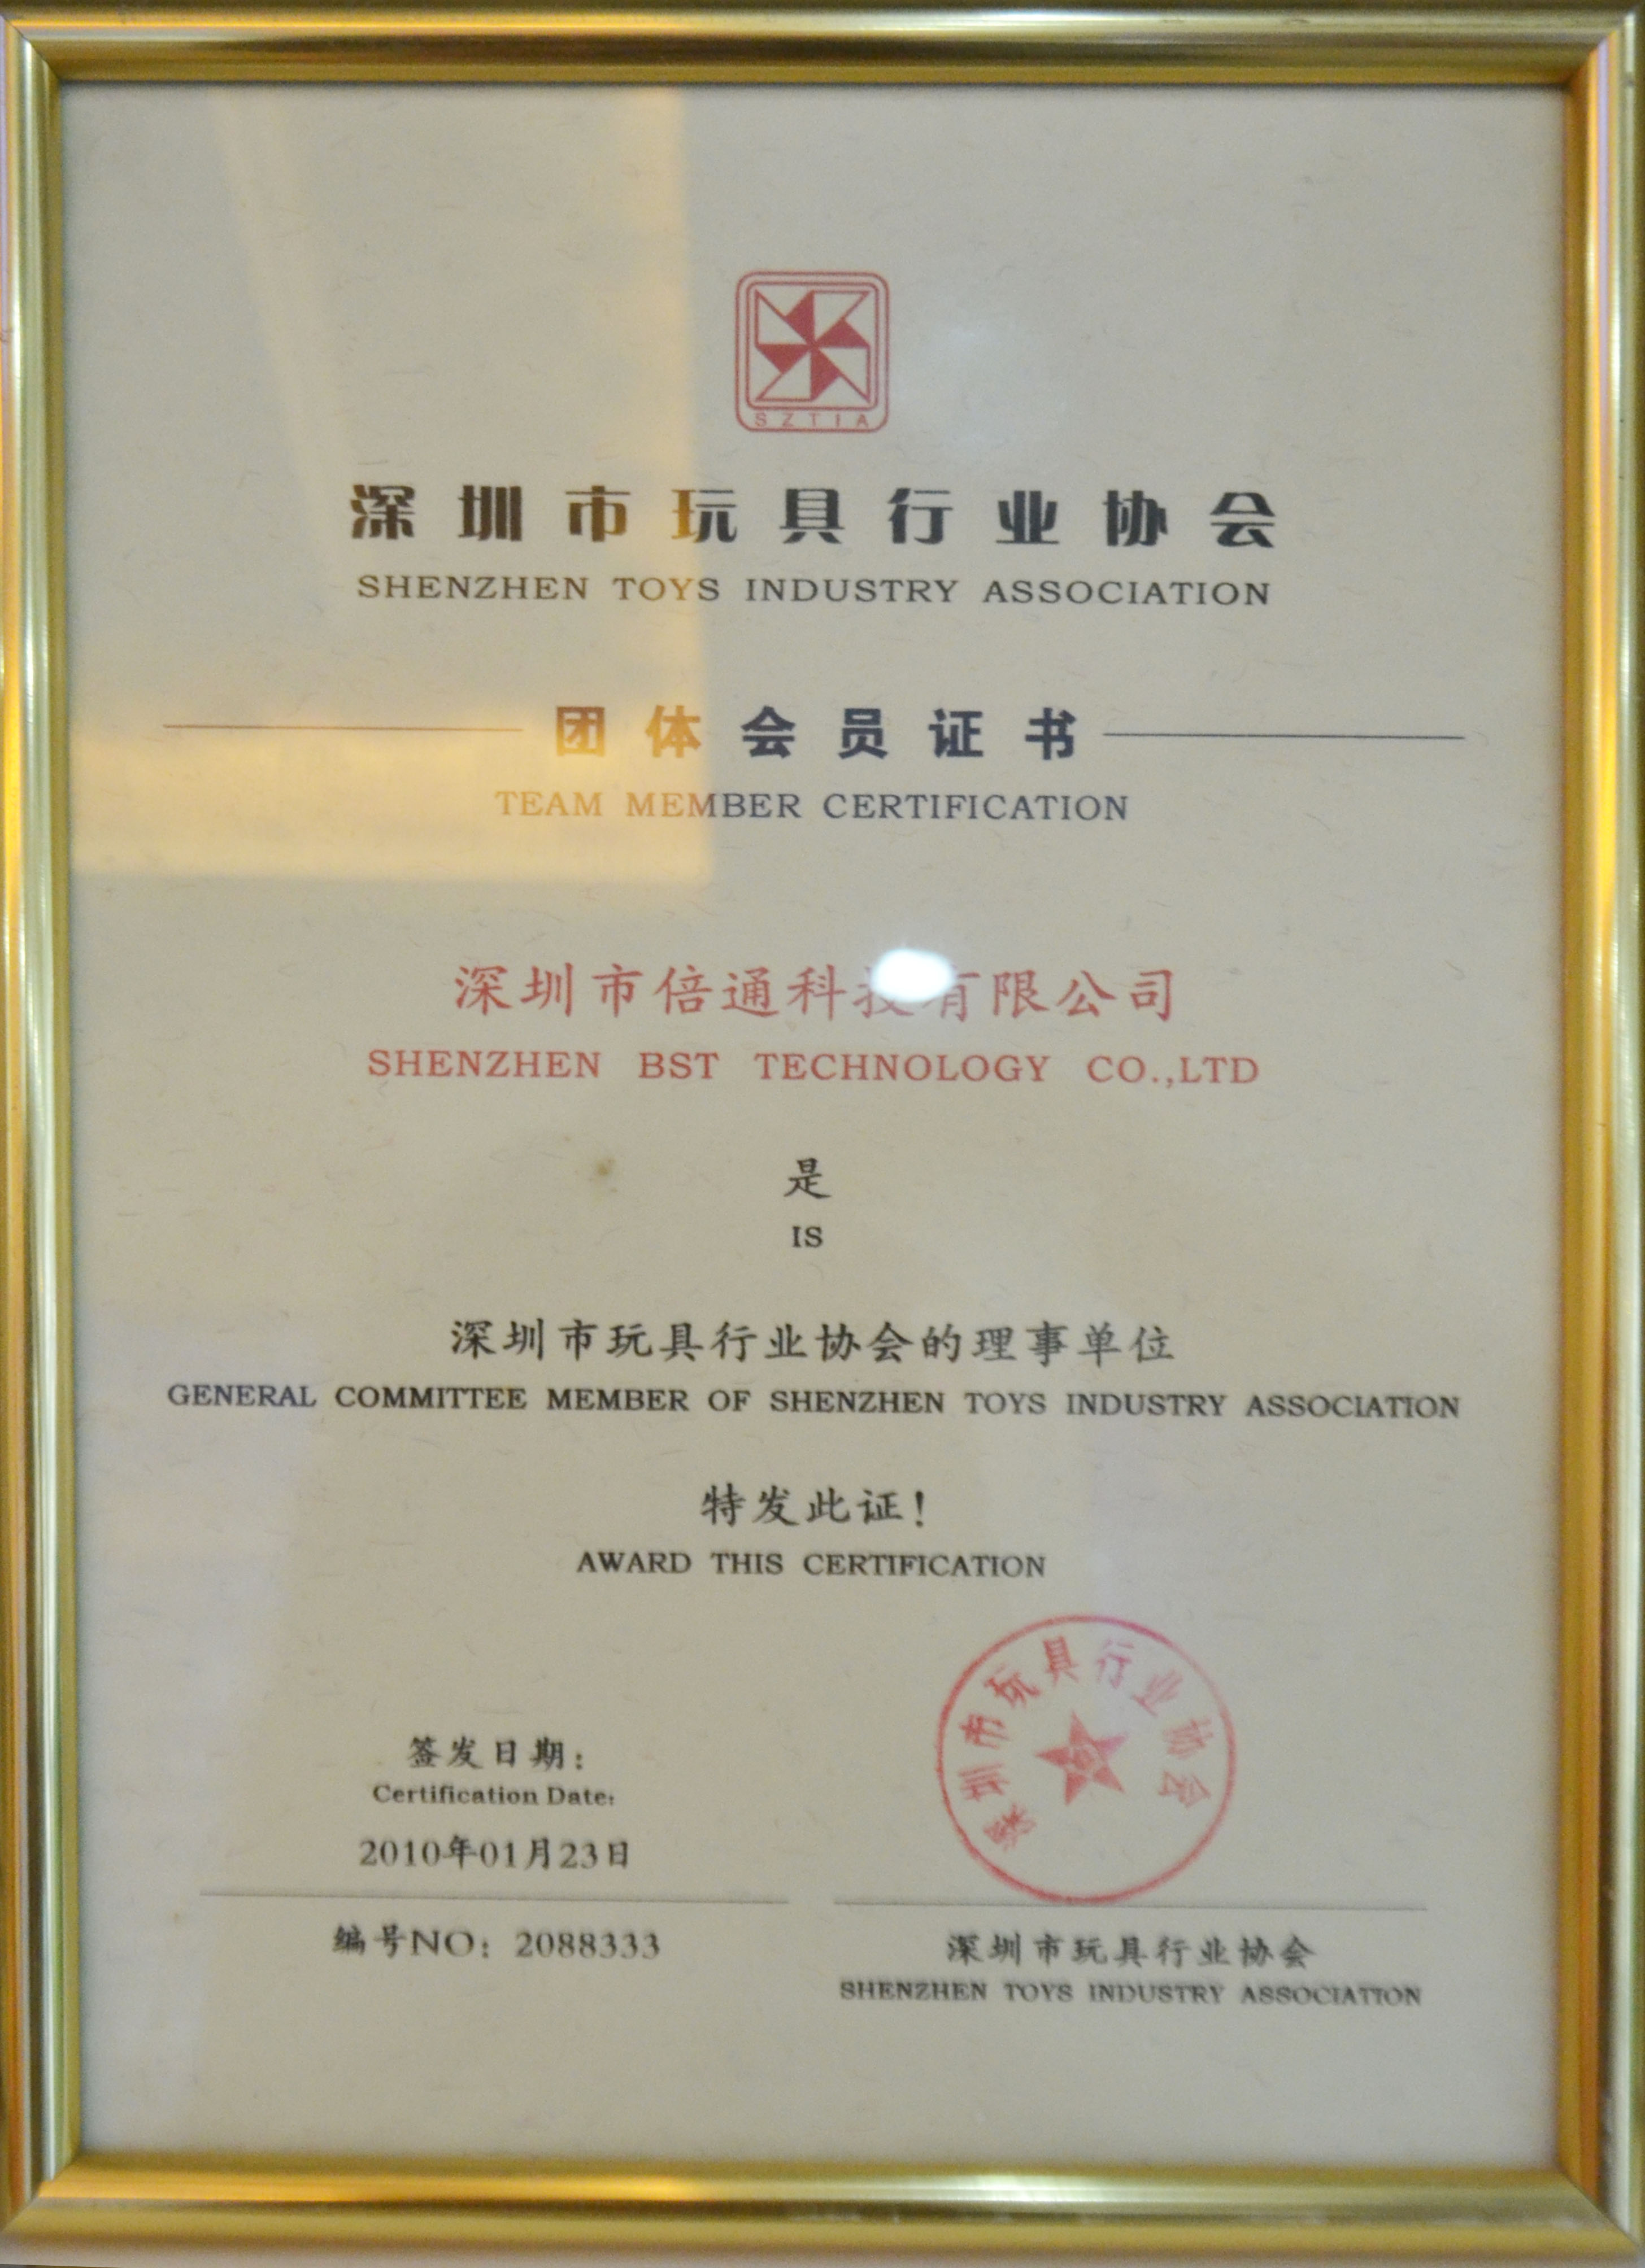 SZTIA
深圳市玩具行业协会
SHENZHEN TOYS INDUSTRY ASSOCIATION
团体会员证书
TEAM MEMBER CERTIFICATION
深圳市倍通科技有限公司
SHENZHEN BST TECHNOLOGY CO.,LTD
是
IS
深圳市玩具行业协会的理事单位
GENERAL COMMITTEE MEMBER OF SHENZHEN TOYS INDUSTRY ASSOCIATION
特发此证！
AWARD THIS CERTIFICATION
深圳市玩具行业协会
签发日期：
Certification Date:
2010年01月23日
编号NO：2088333
深圳市玩具行业协会
SHENZHEN TOYS INDUSTRY ASSOCIATION